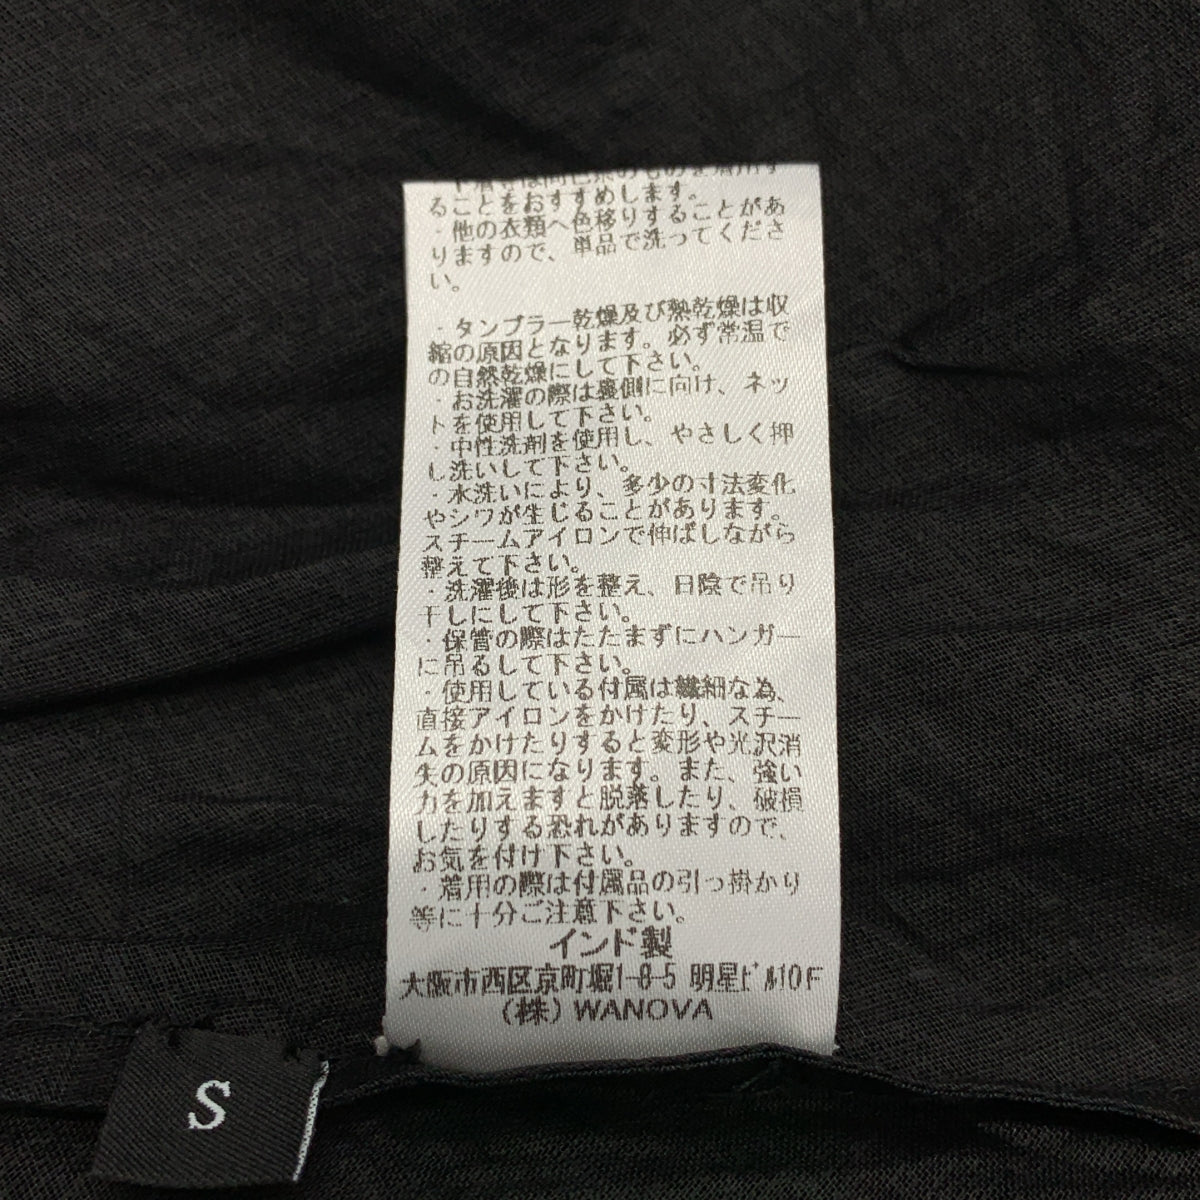 下着等は同色系のものを着用す
ることをおすすめします。
・他の衣類へ色移りすることがあ
りますので、単品で洗ってくださ
い。
・タンブラー乾燥及び熱乾燥は収
縮の原因となります。必ず常温で
の自然乾燥にして下さい。
・お洗濯の際は裏側に向け、ネッ
トを使用して下さい。
・中性洗剤を使用し、やさしく押
し洗いして下さい。
・水洗いにより、多少の寸法変化
やシワが生じることがあります。
スチームアイロンで伸ばしながら
整えて下さい。
・洗濯後は形を整え、日陰で吊り
干しにして下さい。
・保管の際はたたまずにハンガー
に吊るして下さい。
・使用している付属は繊細な為、
直接アイロンをかけたり、スチー
ムをかけたりすると変形や光沢消
失の原因になります。また、強い
力を加えますと脱落したり、破損
したりする恐れがありますので、
お気を付け下さい。
・着用の際は付属品の引っ掛かり
等に十分ご注意下さい。
インド製
大阪市西区京町堀1-8-5 明星ﾋﾞﾙ10F
(株) WANOVA
S